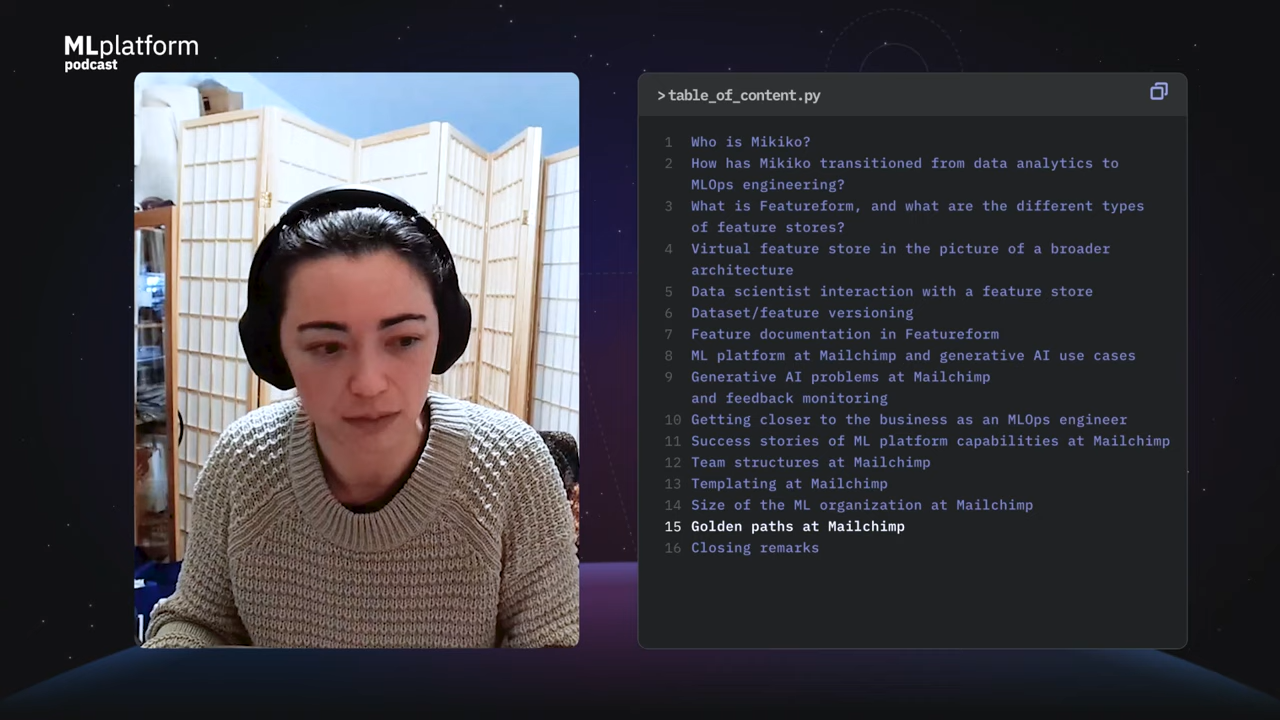 MLplatform
podcast
>table_of_content.py
1 Who is Mikiko?
2 How has Mikiko transitioned from data analytics to
MLOps engineering?
3 What is Featureform, and what are the different types
of feature stores?
4 Virtual feature store in the picture of a broader
architecture
5 Data scientist interaction with a feature store
6 Dataset/feature versioning
7 Feature documentation in Featureform
8 ML platform at Mailchimp and generative AI use cases
9 Generative AI problems at Mailchimp
and feedback monitoring
10 Getting closer to the business as an MLOps engineer
11 Success stories of ML platform capabilities at Mailchimp
12 Team structures at Mailchimp
13 Templating at Mailchimp
14 Size of the ML organization at Mailchimp
15 Golden paths at Mailchimp
16 Closing remarks